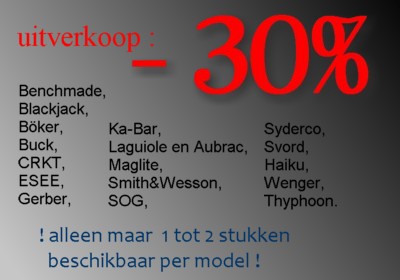 uitverkoop :
- 30%
Benchmade,
Blackjack,
Böker,
Buck,
CRKT,
ESEE,
Gerber,
Ka-Bar,
Laguiole en Aubrac,
Maglite,
Smith&Wesson,
SOG,
Syderco,
Svord,
Haiku,
Wenger,
Thyphoon.
! alleen maar 1 tot 2 stukken
beschikbaar per model !